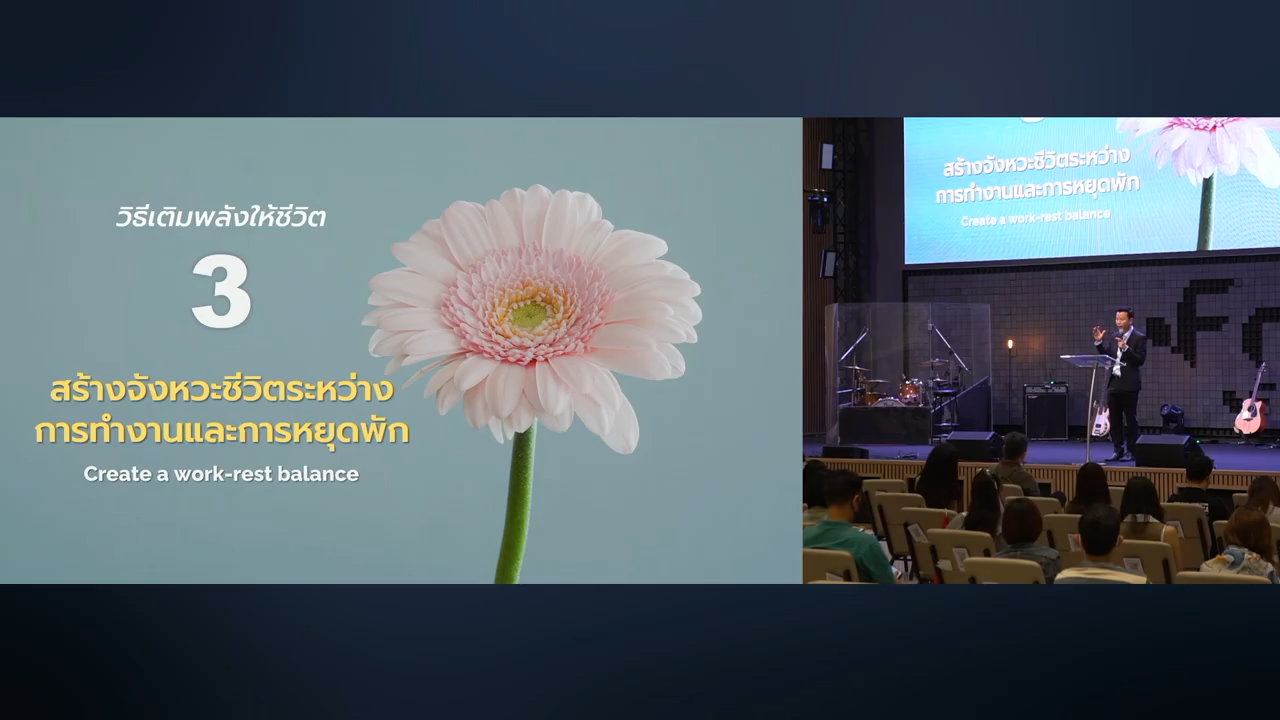 วิธีเติมพลังให้ชีวิต
3
สร้างจังหวะชีวิตระหว่าง
การทำงานและการหยุดพัก
Create a work-rest balance
สร้างจังหวะชีวิตระหว่าง
การทำงานและการหยุดพัก
Create a work-rest balance